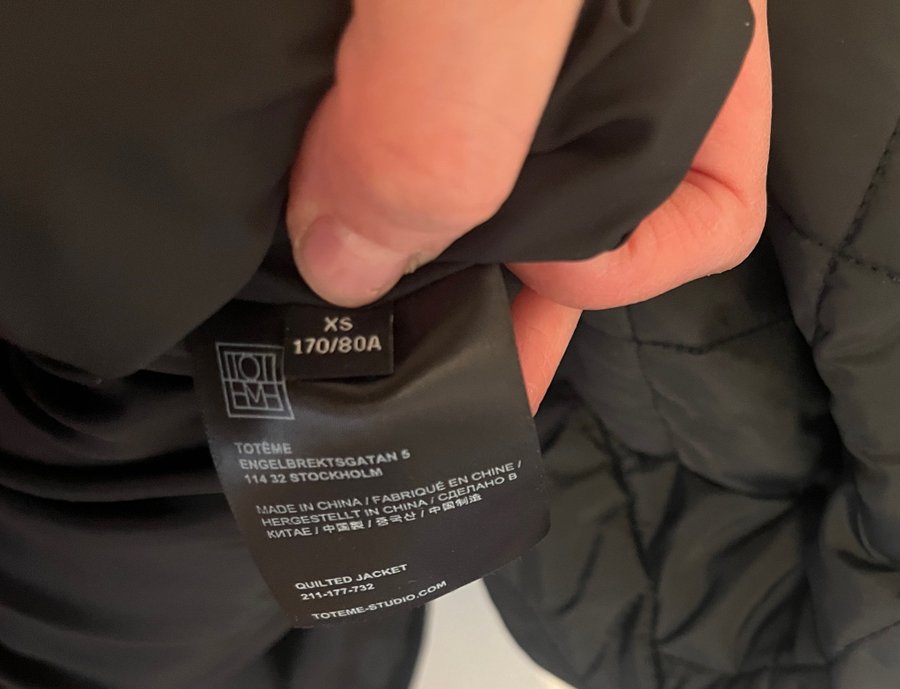 XS
170/80A
TOTEME
TOTÊME
ENGELBREKTSGATAN 5
114 32 STOCKHOLM
MADE IN CHINA / FABRIQUÉ EN CHINE /
HERGESTELLT IN CHINA / СДЕЛАНО В
КИТАЕ / 中国製 / 중국산 / 中国制造
QUILTED JACKET
211-177-732
TOTEME-STUDIO.COM